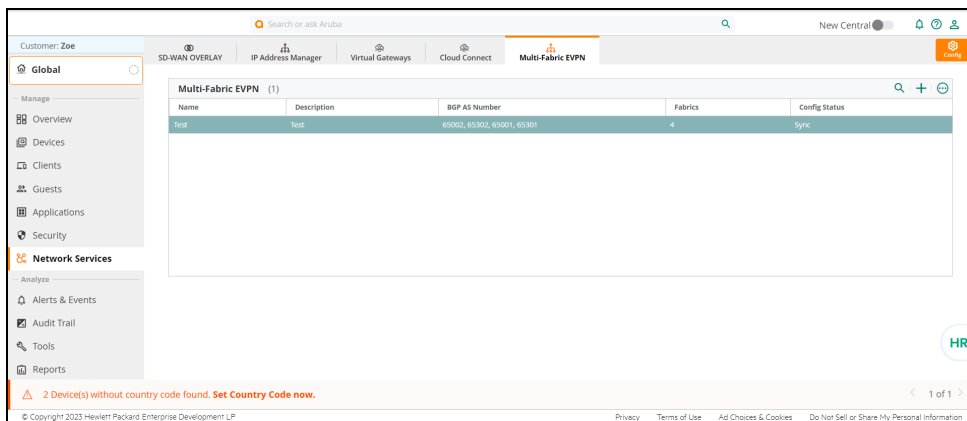 Search or ask Aruba
New Central
Customer: Zoe
Global
SD-WAN OVERLAY
IP Address Manager
Virtual Gateways
Cloud Connect
Multi-Fabric EVPN
Config
Manage
Overview
Devices
Clients
Guests
Applications
Security
Network Services
Analyze
Alerts & Events
Audit Trail
Tools
Reports
Multi-Fabric EVPN (1)
Name Description BGP AS Number Fabrics Config Status
Test Test 65002, 65302, 65001, 65301 4 Sync
HR
2 Device(s) without country code found. Set Country Code now.
1 of 1
© Copyright 2023 Hewlett Packard Enterprise Development LP
Privacy Terms of Use Ad Choices & Cookies Do Not Sell or Share My Personal Information